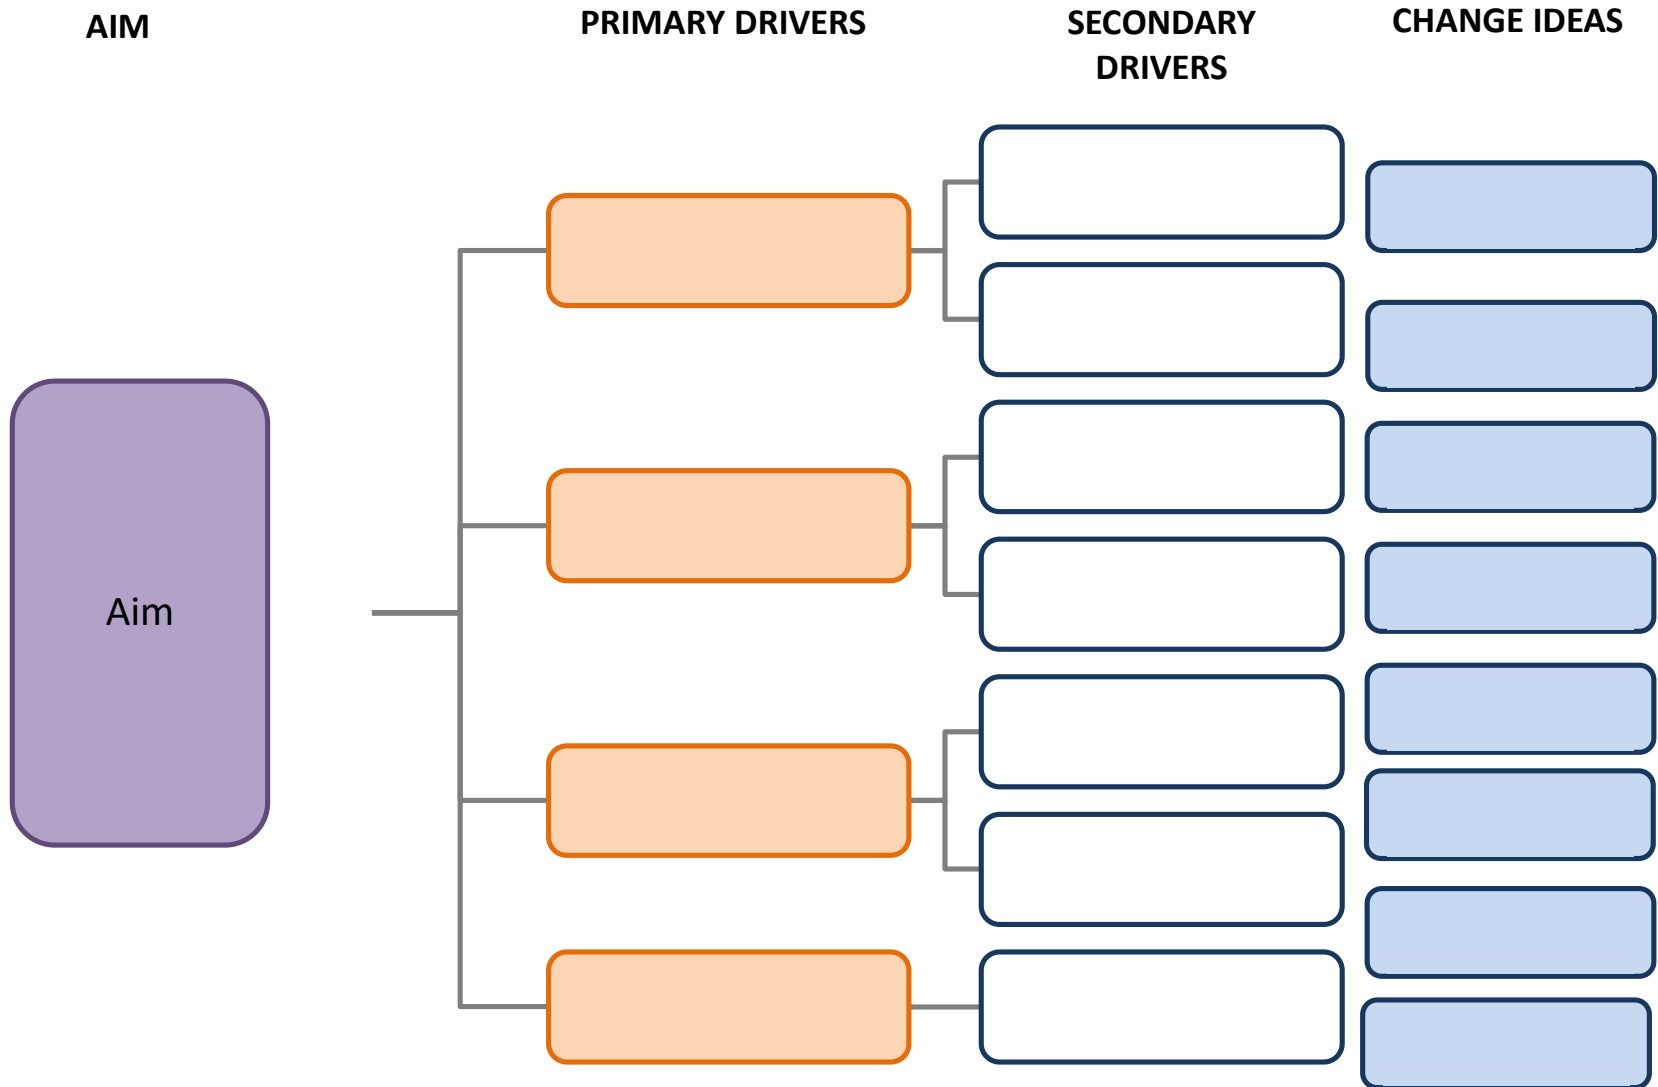 AIM
PRIMARY DRIVERS
SECONDARY
DRIVERS
CHANGE IDEAS
Aim